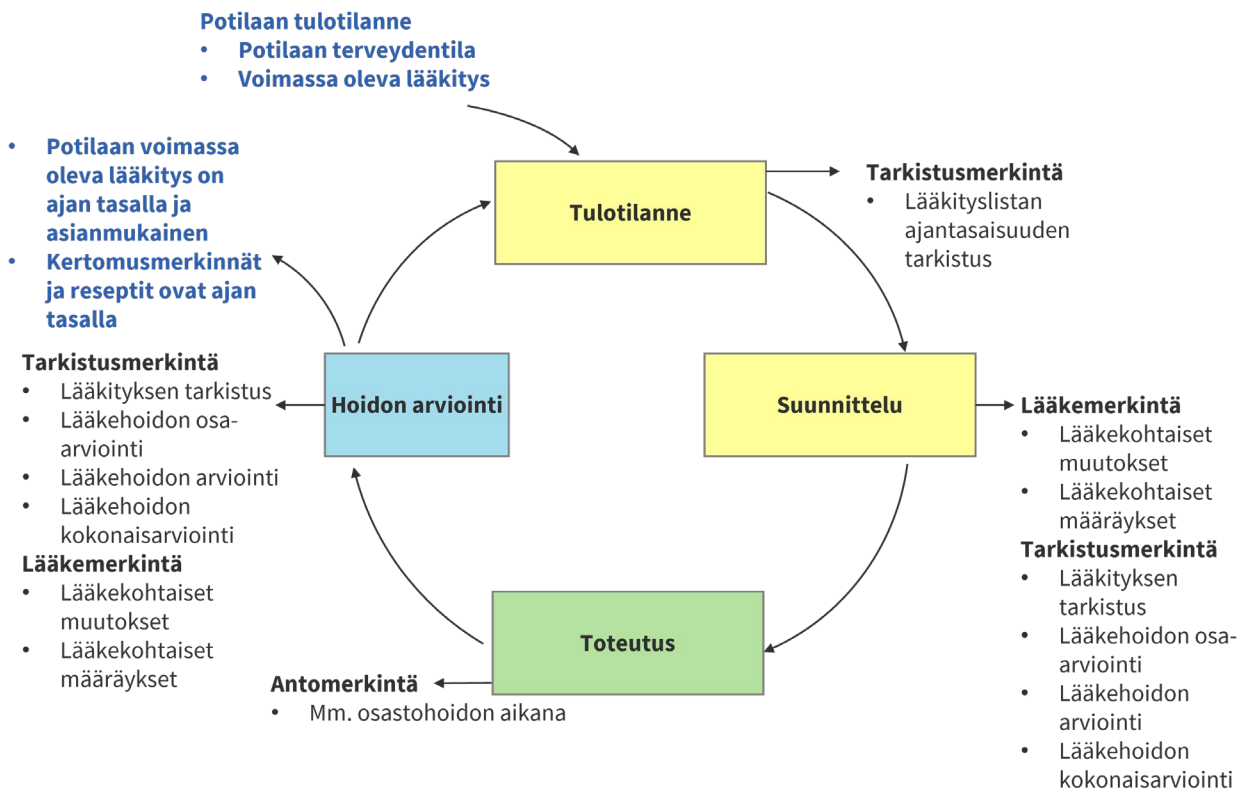 Potilaan tulotilanne
• Potilaan terveydentila
• Voimassa oleva lääkitys
• Potilaan voimassa
oleva lääkitys on
ajan tasalla ja
asianmukainen
• Kertomusmerkinnät
ja reseptit ovat ajan
tasalla
Tulotilanne
Tarkistusmerkintä
• Lääkityslistan
ajantasaisuuden
tarkistus
Suunnittelu
Lääkemerkintä
• Lääkekohtaiset
muutokset
• Lääkekohtaiset
määräykset
Tarkistusmerkintä
• Lääkityksen
tarkistus
• Lääkehoidon osa-
arviointi
• Lääkehoidon
arviointi
• Lääkehoidon
kokonaisarviointi
Toteutus
Antomerkintä
• Mm. osastohoidon aikana
Hoidon arviointi
Tarkistusmerkintä
• Lääkityksen tarkistus
• Lääkehoidon osa-
arviointi
• Lääkehoidon arviointi
• Lääkehoidon
kokonaisarviointi
Lääkemerkintä
• Lääkekohtaiset
muutokset
• Lääkekohtaiset
määräykset